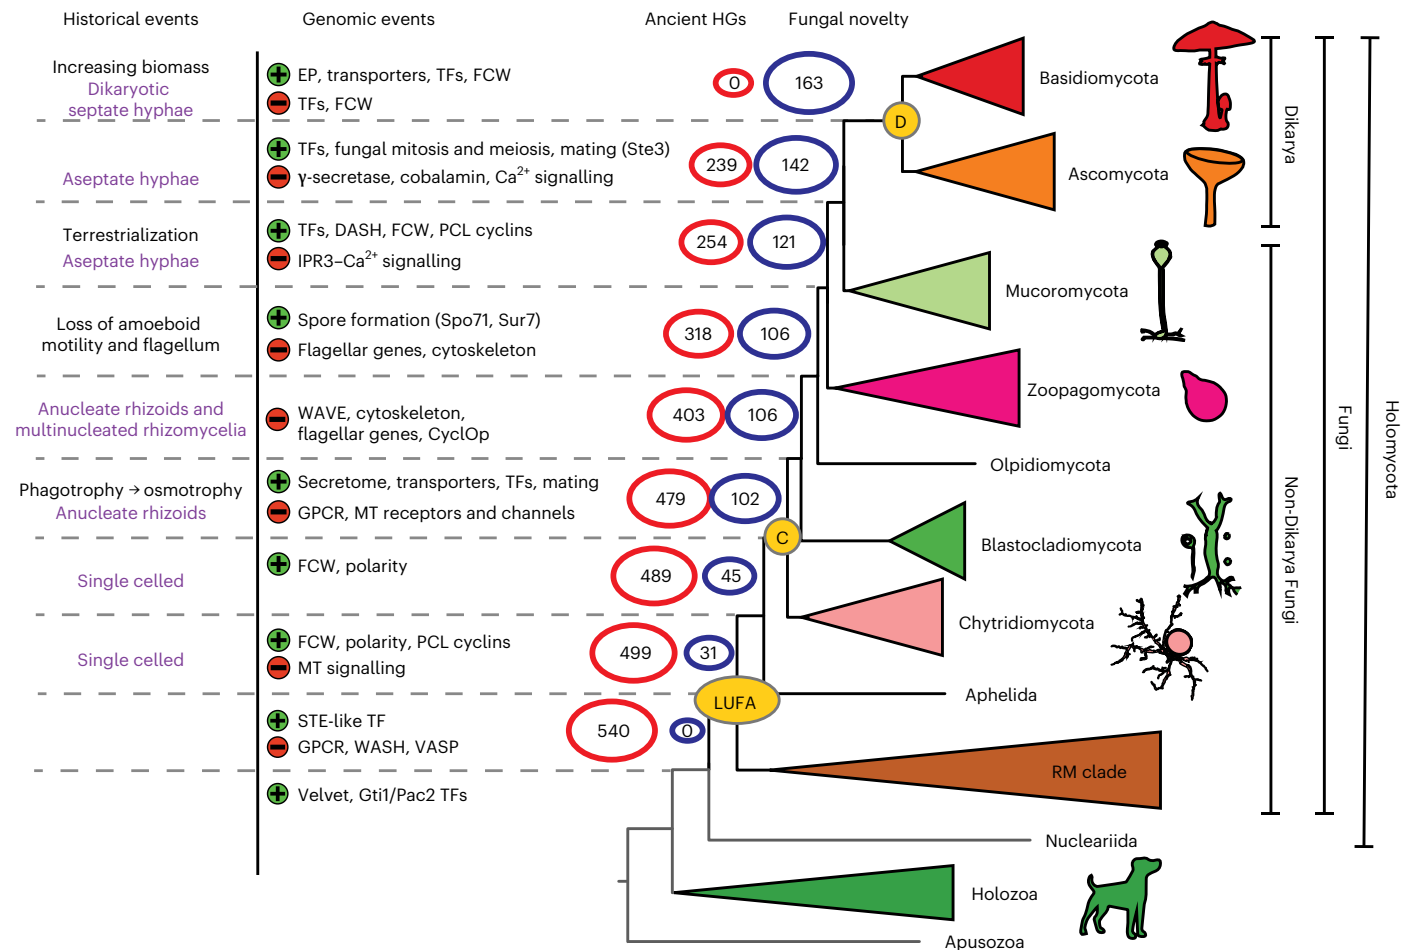 Historical events
Genomic events
Ancient HGs
Fungal novelty
Increasing biomass
Dikaryotic
septate hyphae
EP, transporters, TFs, FCW
TFs, FCW
0
163
Aseptate hyphae
TFs, fungal mitosis and meiosis, mating (Ste3)
γ-secretase, cobalamin, Ca²⁺ signalling
239
142
Terrestrialization
Aseptate hyphae
TFs, DASH, FCW, PCL cyclins
IPR3–Ca²⁺ signalling
254
121
Loss of amoeboid
motility and flagellum
Spore formation (Spo71, Sur7)
Flagellar genes, cytoskeleton
318
106
Anucleate rhizoids and
multinucleated rhizomycelia
WAVE, cytoskeleton,
flagellar genes, CyclOp
403
106
Phagotrophy → osmotrophy
Anucleate rhizoids
Secretome, transporters, TFs, mating
GPCR, MT receptors and channels
479
102
Single celled
FCW, polarity
489
45
Single celled
FCW, polarity, PCL cyclins
MT signalling
499
31
STE-like TF
GPCR, WASH, VASP
540
0
Velvet, Gti1/Pac2 TFs
D
C
LUFA
Basidiomycota
Ascomycota
Mucoromycota
Zoopagomycota
Olpidiomycota
Blastocladiomycota
Chytridiomycota
Aphelida
RM clade
Nucleariida
Holozoa
Apusozoa
Dikarya
Non-Dikarya Fungi
Fungi
Holomycota